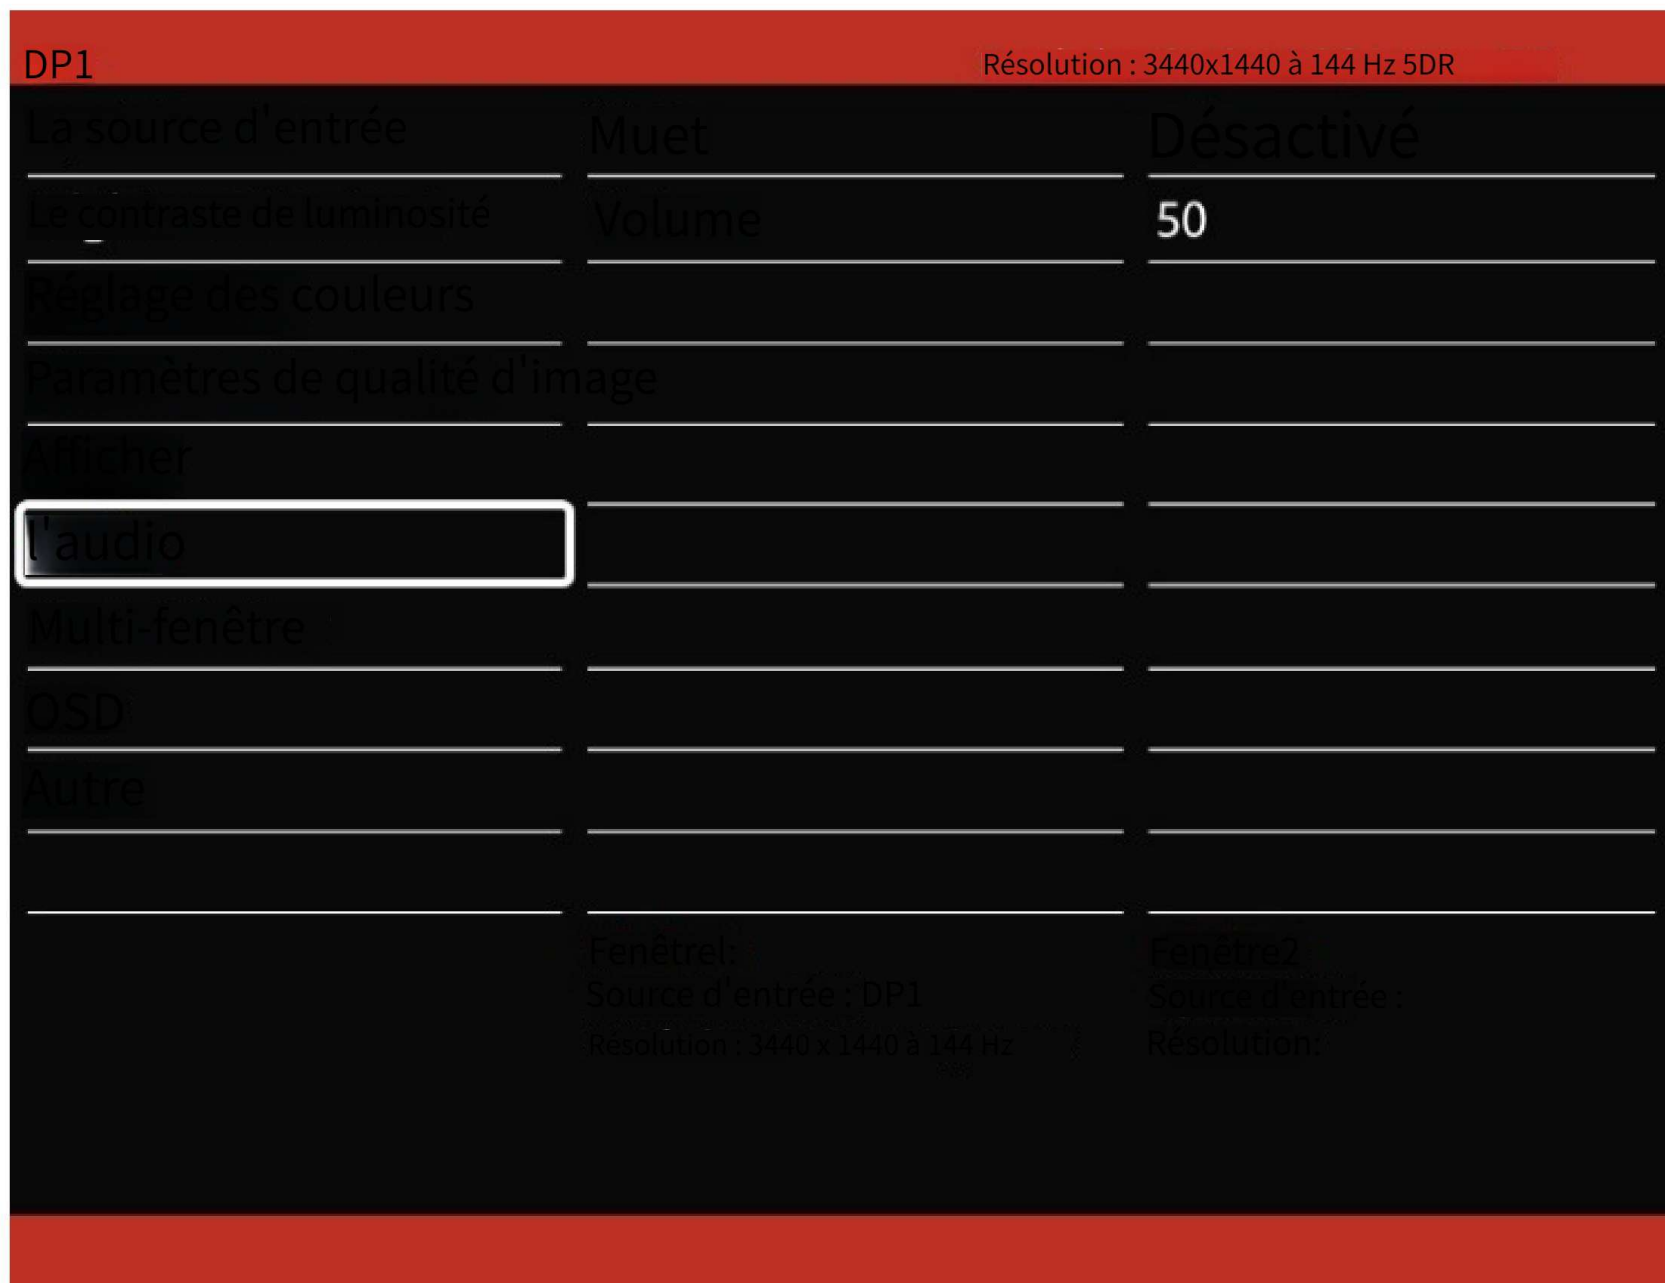 DP1
Résolution : 3440x1440 à 144 Hz 5DR
La source d'entrée
Muet
Désactivé
Le contraste de luminosité
Volume
50
Réglage des couleurs
Paramètres de qualité d'image
Afficher
l'audio
Multi-fenêtre
OSD
Autre
Fenêtrel:
Source d'entrée : DP1
Résolution : 3440 x 1440 à 144 Hz
Fenêtre2
Source d'entrée :
Résolution: